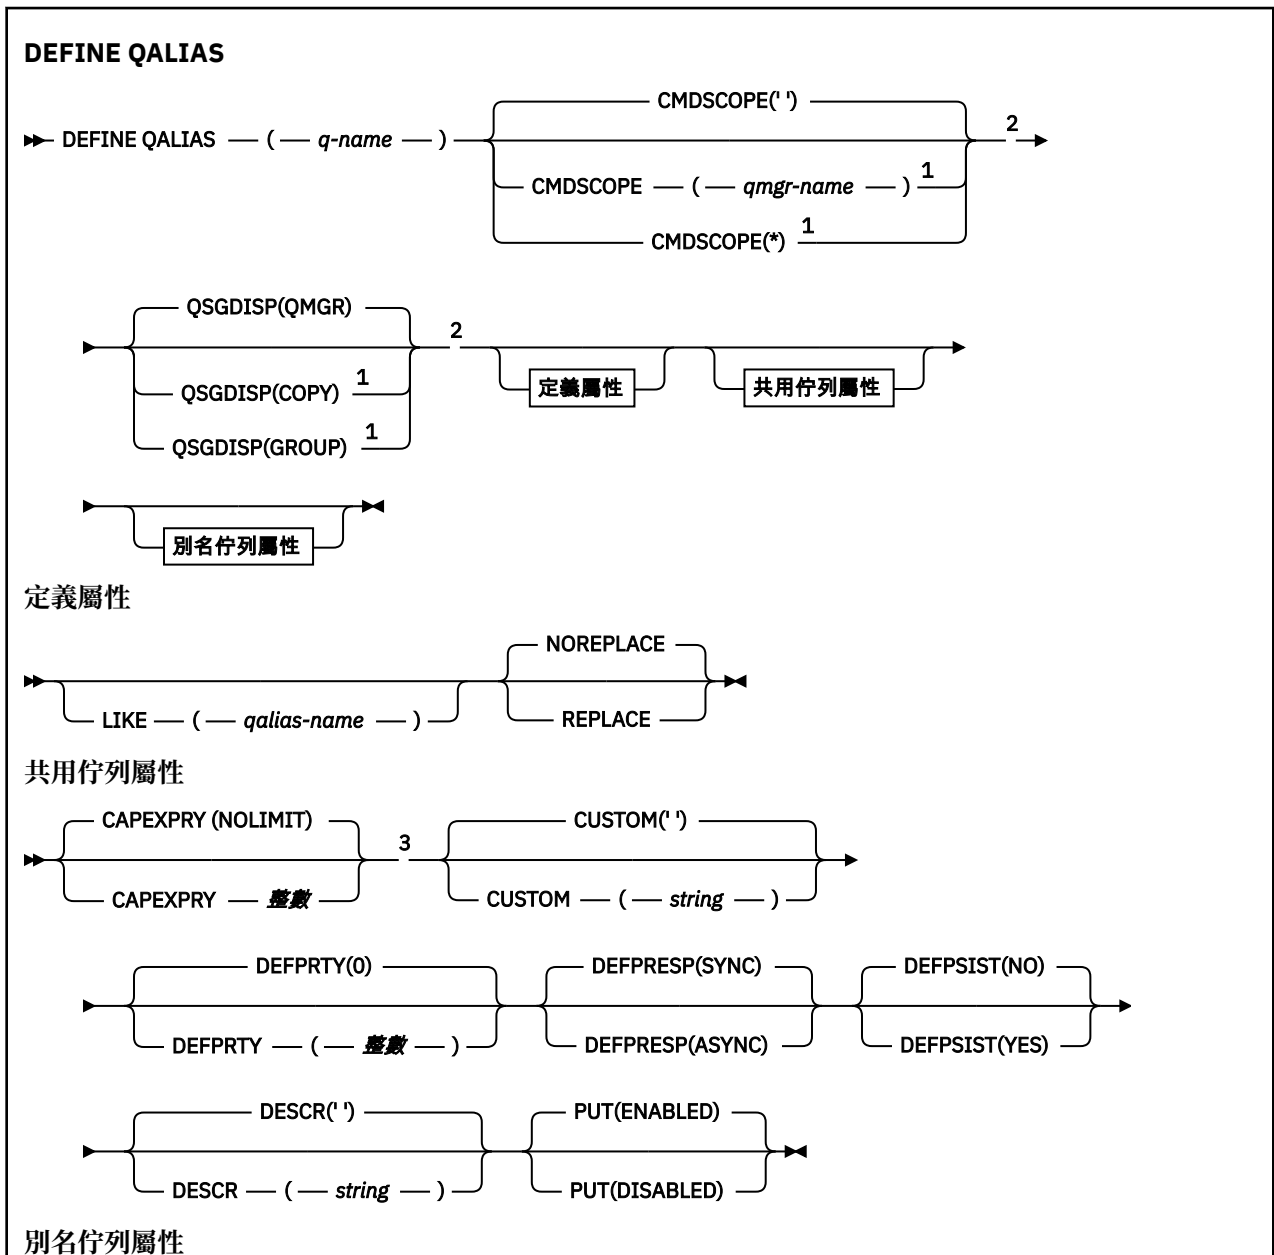 DEFINE QALIAS
CMDSCOPE(' ')
DEFINE QALIAS ( q-name ) 2
CMDSCOPE ( qmgr-name ) 1
CMDSCOPE(*) 1
QSGDISP(QMGR) 2
QSGDISP(COPY) 1
定義屬性 共用佇列屬性
QSGDISP(GROUP) 1
別名佇列屬性
定義屬性
NOREPLACE
LIKE ( qalias-name ) REPLACE
共用佇列屬性
CAPEXPRY (NOLIMIT) 3 CUSTOM(' ')
CAPEXPRY 整數 CUSTOM ( string )
DEFPRTY(0) DEFPRESP(SYNC) DEFPSIST(NO)
DEFPRTY ( 整數 ) DEFPRESP(ASYNC) DEFPSIST(YES)
DESCR(' ') PUT(ENABLED)
DESCR ( string ) PUT(DISABLED)
別名佇列屬性